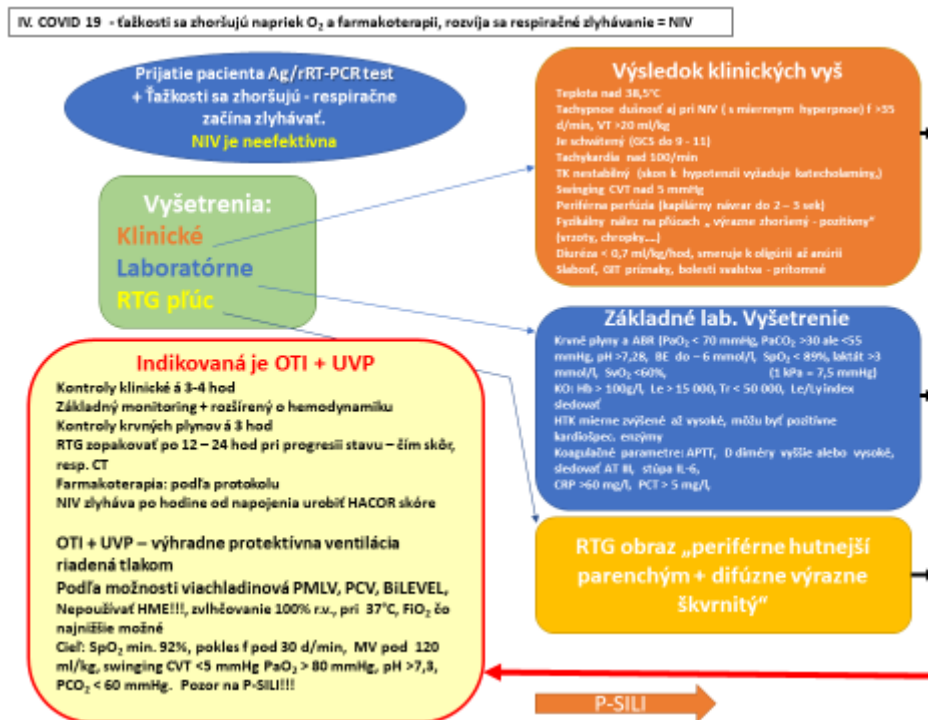 IV. COVID 19 - ťažkosti sa zhoršujú napriek O₂ a farmakoterapii, rozvíja sa respiračné zlyhávanie = NIV
Prijatie pacienta Ag/rRT-PCR test
+ Ťažkosti sa zhoršujú - respiračne
začína zlyhávať.
NIV je neefektívna
Vyšetrenia:
Klinické
Laboratórne
RTG pľúc
Výsledok klinických vyš
Teplota nad 38,5°C
Tachypnoe dušnosť aj pri NIV ( s miernym hyperpnoe) f >35
d/min, VT >20 ml/kg
Je schvátený (GCS do 9 - 11)
Tachykardia nad 100/min
TK nestabilný (skon k hypotenzii vyžaduje katecholamíny,)
Swinging CVT nad 5 mmHg
Periférna perfúzia (kapilárny návrar do 2 – 3 sek)
Fyzikálny nález na pľúcach „ výrazne zhoršený - pozitívny“
(vrzoty, chropky....)
Diuréza < 0,7 ml/kg/hod, smeruje k oligúrii až anúrii
Slabosť, GIT príznaky, bolesti svalstva - prítomné
Základné lab. Vyšetrenie
Krvné plyny a ABR (PaO₂ < 70 mmHg, PaCO₂ >30 ale <55
mmHg, pH >7,28, BE do – 6 mmol/l, SpO₂ < 89%, laktát >3
mmol/l, SvO₂ <60%, (1 kPa = 7,5 mmHg)
KO: Hb > 100g/l, Le > 15 000, Tr < 50 000, Le/Ly index
sledovať
HTK mierne zvýšené až vysoké, môžu byť pozitívne
kardiošpec. enzýmy
Koagulačné parametre: APTT, D diméry vyššie alebo vysoké,
sledovať AT III, stúpa IL-6,
CRP >60 mg/l, PCT > 5 mg/l,
RTG obraz „periférne hutnejší
parenchým + difúzne výrazne
škvrnitý“
Indikovaná je OTI + UVP
Kontroly klinické á 3-4 hod
Základný monitoring + rozšírený o hemodynamiku
Kontroly krvných plynov á 3 hod
RTG zopakovať po 12 – 24 hod pri progresii stavu – čím skôr,
resp. CT
Farmakoterapia: podľa protokolu
NIV zlyháva po hodine od napojenia urobiť HACOR skóre
OTI + UVP – výhradne protektívna ventilácia
riadená tlakom
Podľa možnosti viachladinová PMLV, PCV, BiLEVEL,
Nepoužívať HME!!!, zvlhčovanie 100% r.v., pri 37°C, FiO₂ čo
najnižšie možné
Cieľ: SpO₂ min. 92%, pokles f pod 30 d/min, MV pod 120
ml/kg, swinging CVT <5 mmHg PaO₂ > 80 mmHg, pH >7,3,
PCO₂ < 60 mmHg. Pozor na P-SILI!!!
P-SILI